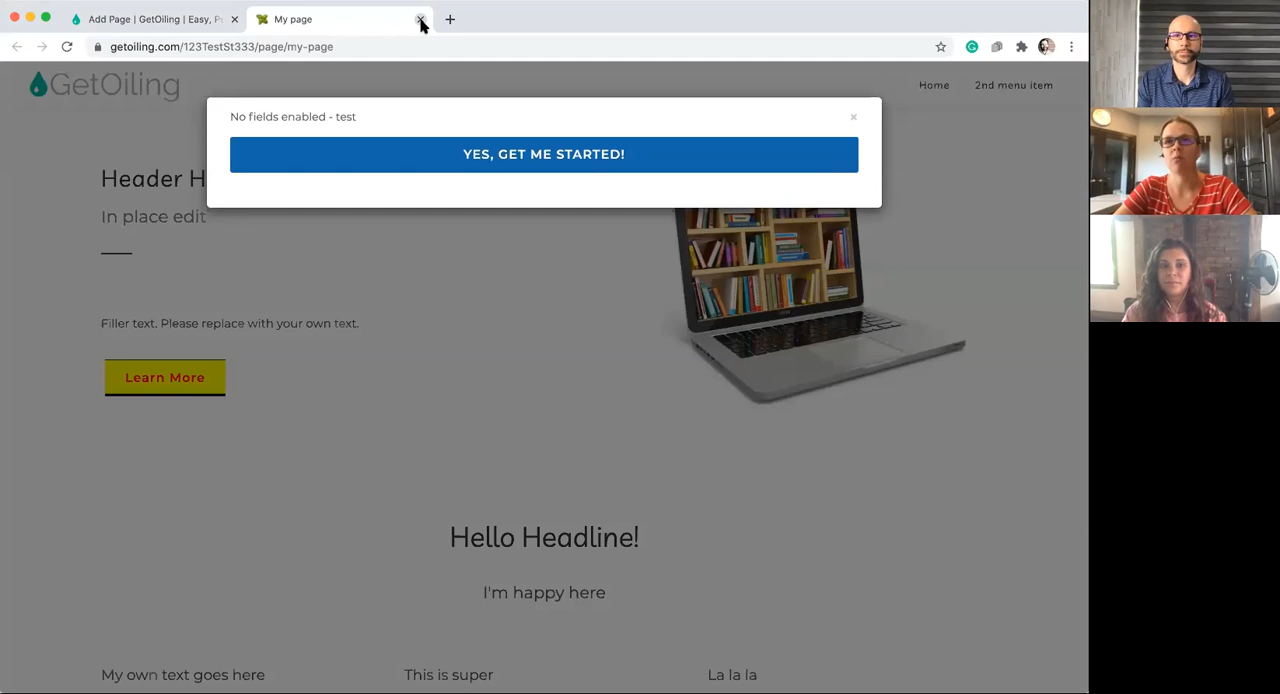 Add Page | GetOiling | Easy, P
My page
getoiling.com/123TestSt333/page/my-page
GetOiling
Home
2nd menu item
No fields enabled - test
×
YES, GET ME STARTED!
Header H
In place edit
Filler text. Please replace with your own text.
Learn More
Hello Headline!
I'm happy here
My own text goes here
This is super
La la la